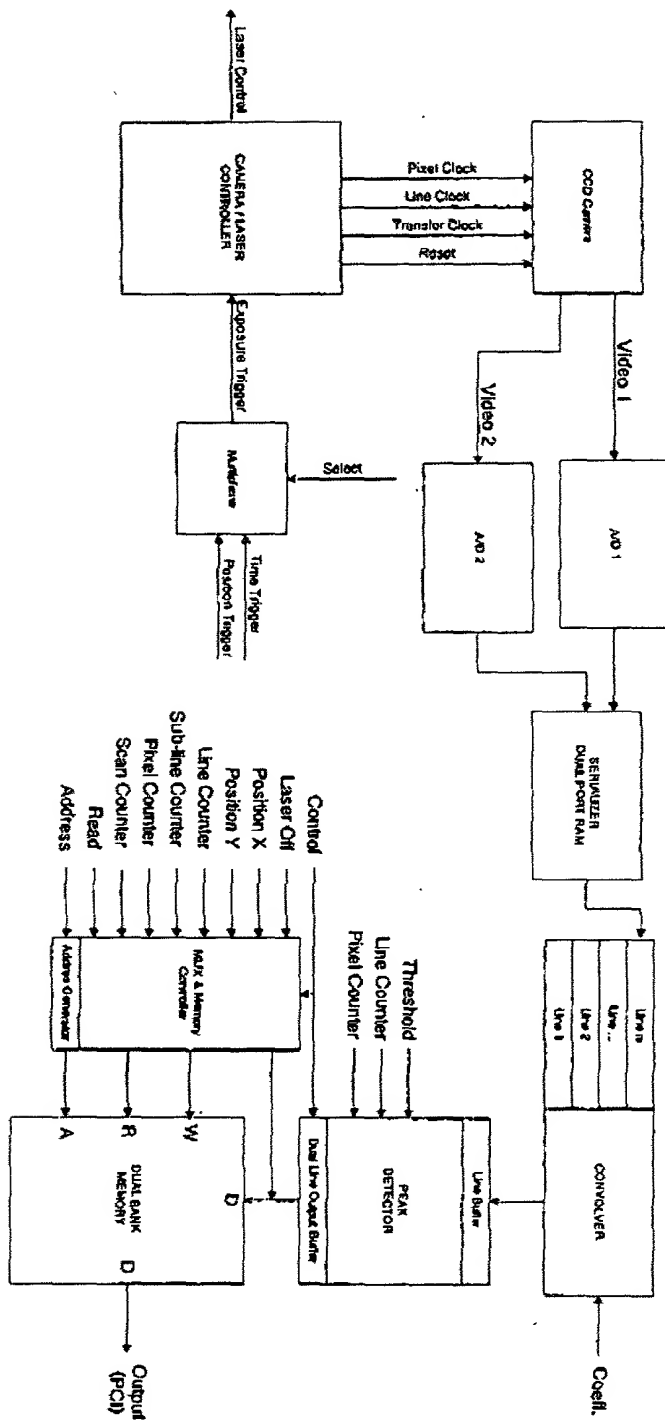 Video 1
A/D 1
CCD Camera
Video 2
A/D 2
SERIALIZER
DUAL PORT
RAM
Line n
Line ...
Line 2
Line 1
CONVOLVER
Coeff.
Pixel Clock
Line Clock
Transfer Clock
Reset
Select
Threshold
Line Counter
Pixel Counter
Line Buffer
PEAK
DETECTOR
Dual Line Output Buffer
CAMERA / LASER
CONTROLLER
Laser Control
Exposure Trigger
Multiplexer
Time Trigger
Position Trigger
Control
Laser Off
Position X
Position Y
Line Counter
Sub-line Counter
Pixel Counter
Scan Counter
Read
Address
MUX & Memory
Controller
Address Generator
W
R
A
D
DUAL BANK
MEMORY
D
Output
(PCI)